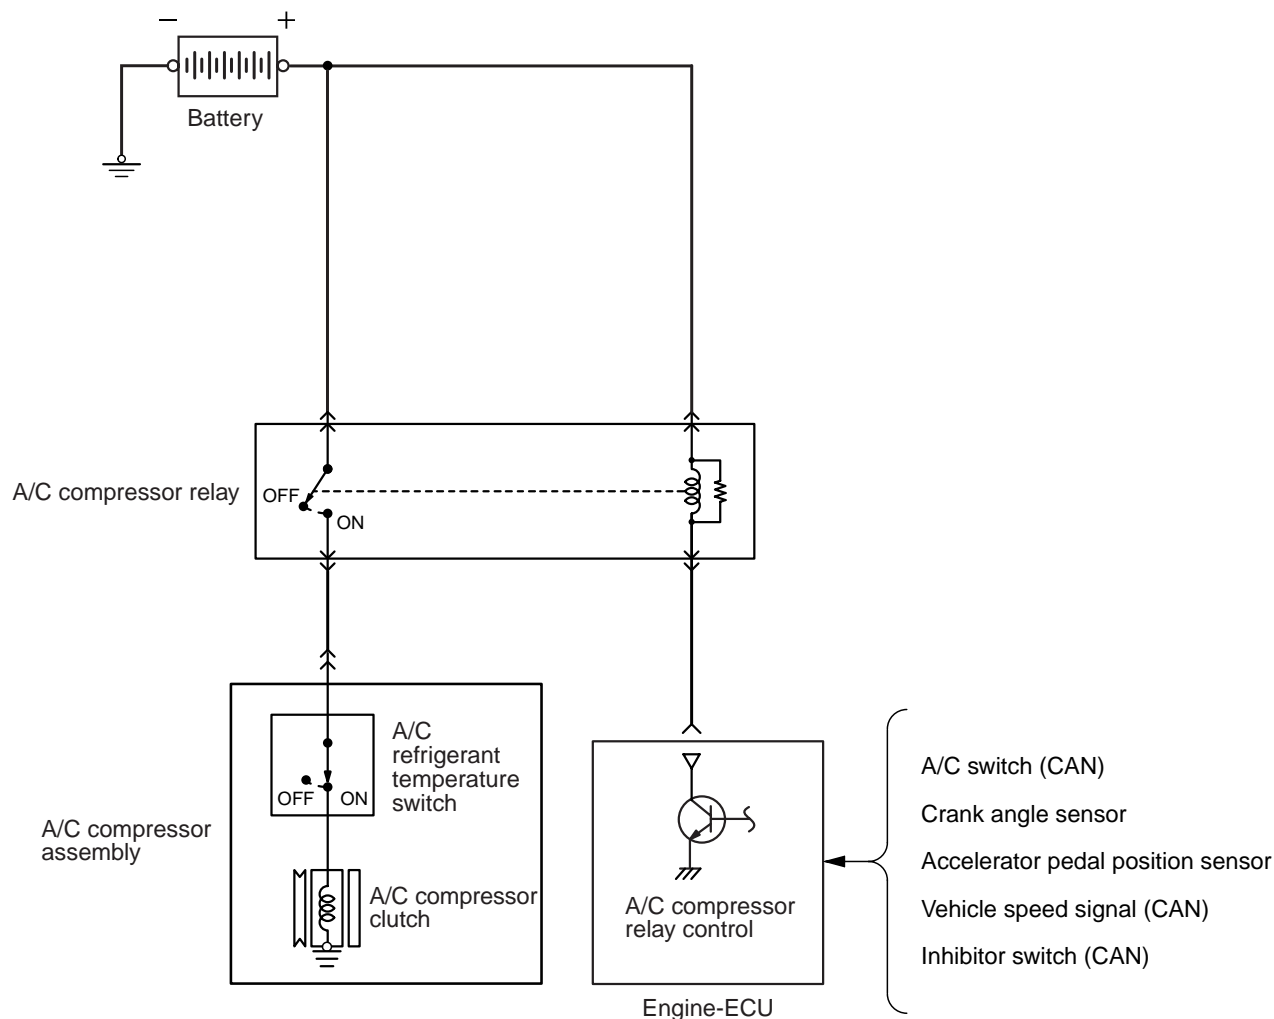 − +
Battery
A/C compressor relay
OFF
ON
A/C
refrigerant
temperature
switch
OFF ON
A/C compressor
assembly
A/C compressor
clutch
A/C compressor
relay control
Engine-ECU
A/C switch (CAN)
Crank angle sensor
Accelerator pedal position sensor
Vehicle speed signal (CAN)
Inhibitor switch (CAN)